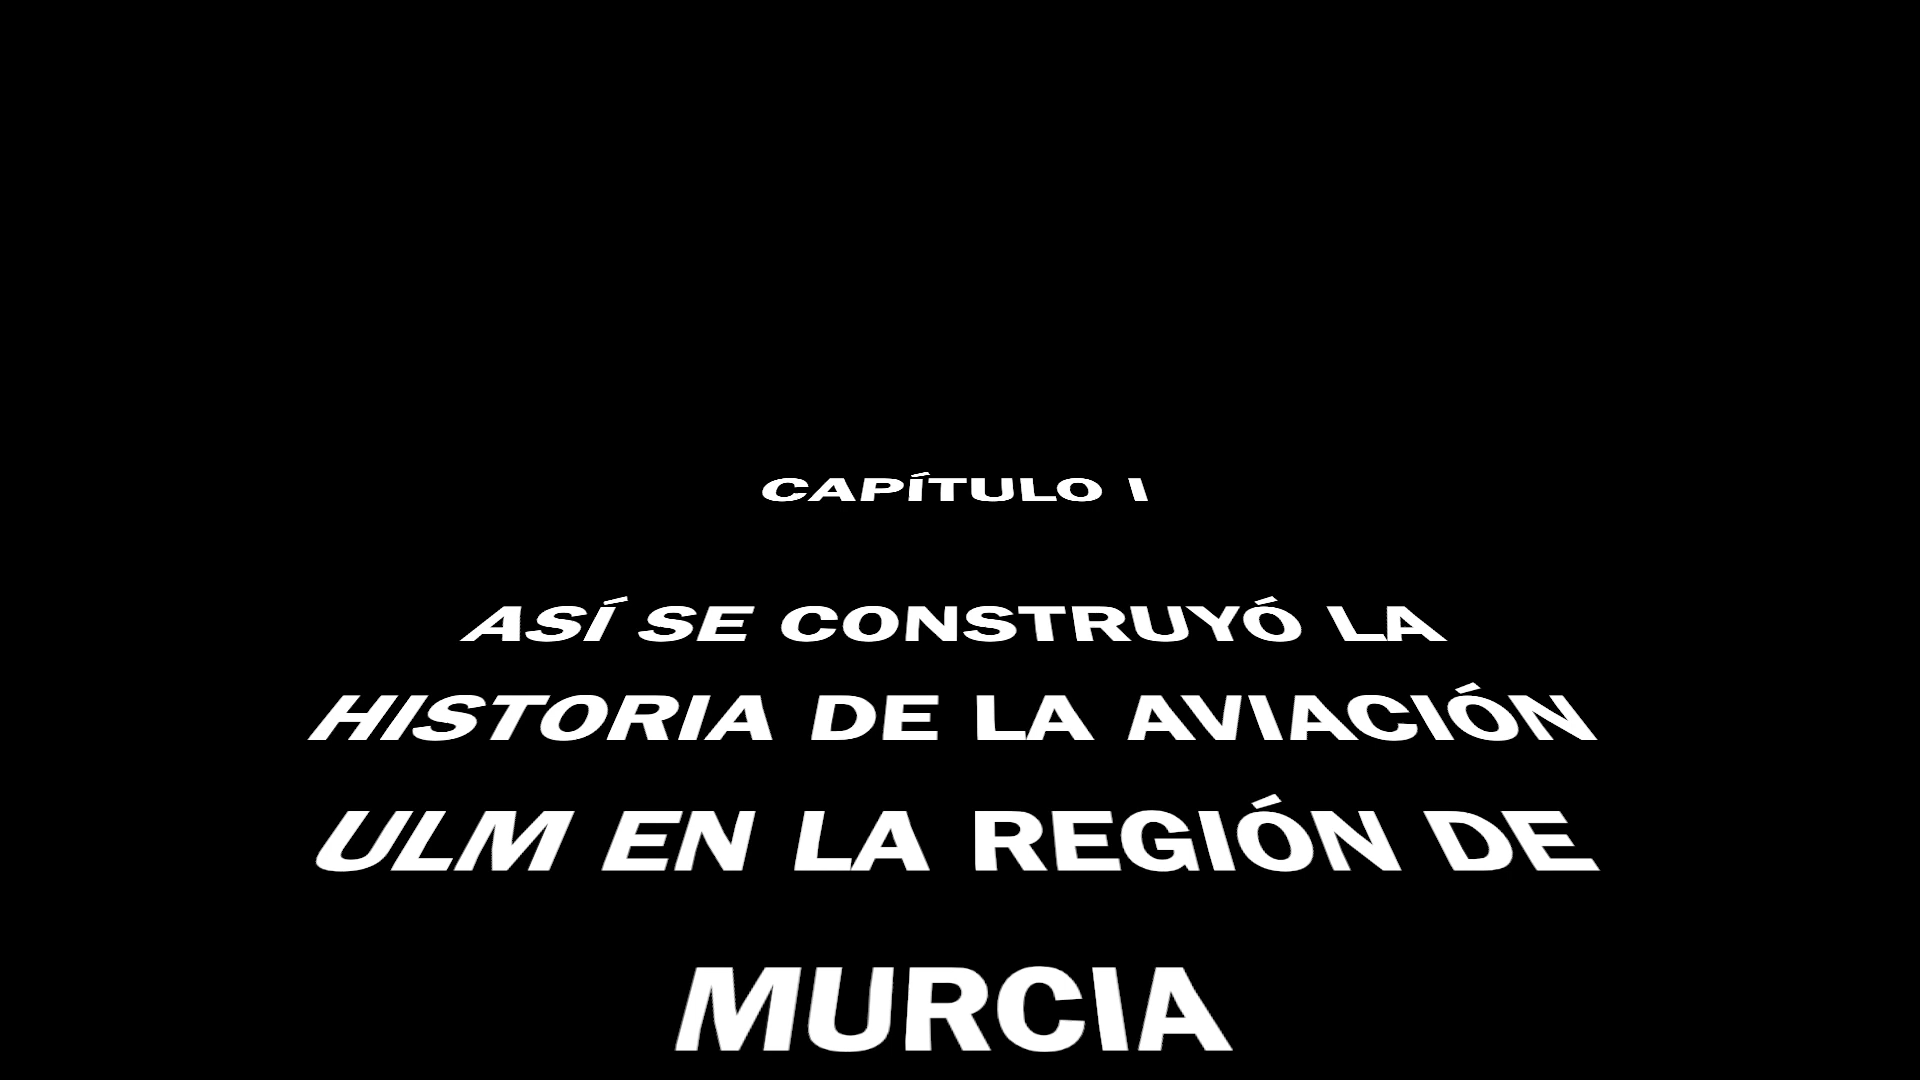 CAPÍTULO I
ASÍ SE CONSTRUYÓ LA
HISTORIA DE LA AVIACIÓN
ULM EN LA REGIÓN DE
MURCIA